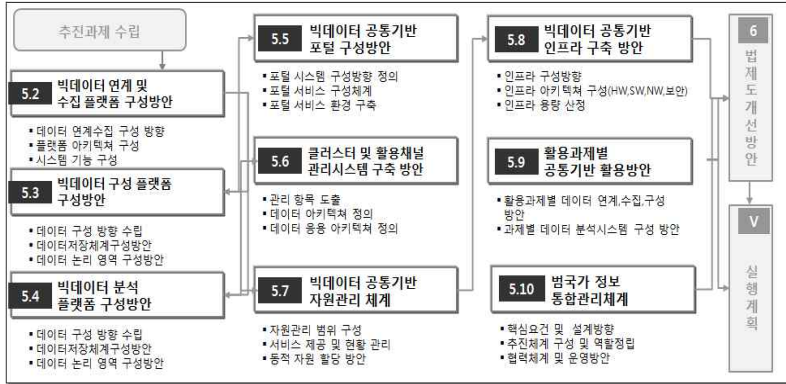 추진과제 수립
5.2
빅데이터 연계 및
수집 플랫폼 구성방안
▪ 데이터 연계수집 구성 방향
▪ 플랫폼 아키텍쳐 구성
▪ 시스템 기능 구성
5.3
빅데이터 구성 플랫폼
구성방안
▪ 데이터 구성 방향 수립
▪ 데이터저장체계구성방안
▪ 데이터 논리 영역 구성방안
5.4
빅데이터 분석
플랫폼 구성방안
▪ 데이터 구성 방향 수립
▪ 데이터저장체계구성방안
▪ 데이터 논리 영역 구성방안
5.5
빅데이터 공통기반
포털 구성방안
▪ 포털 시스템 구성방향 정의
▪ 포털 서비스 구성체계
▪ 포털 서비스 환경 구축
5.6
클러스터 및 활용채널
관리시스템 구축 방안
▪ 관리 항목 도출
▪ 데이터 아키텍쳐 정의
▪ 데이터 응용 아키텍쳐 정의
5.7
빅데이터 공통기반
자원관리 체계
▪ 자원관리 범위 구성
▪ 서비스 제공 및 현황 관리
▪ 동적 자원 할당 방안
5.8
빅데이터 공통기반
인프라 구축 방안
▪ 인프라 구성방향
▪ 인프라 아키텍쳐 구성(HW,SW,NW,보안)
▪ 인프라 용량 산정
5.9
활용과제별
공통기반 활용방안
▪ 활용과제별 데이터 연계,수집,구성
방안
▪ 과제별 데이터 분석시스템 구성 방안
5.10
범국가 정보
통합관리체계
▪ 핵심요건 및 설계방향
▪ 추진체계 구성 및 역할정립
▪ 협력체계 및 운영방안
6
법제도개선방안
V
실행계획